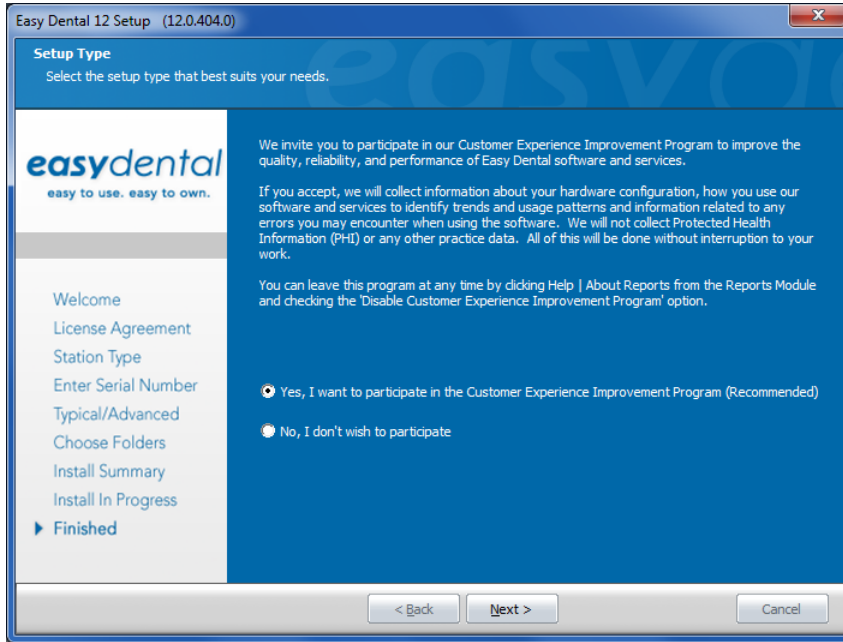 Easy Dental 12 Setup (12.0.404.0)
Setup Type
Select the setup type that best suits your needs.
easydental
easy to use. easy to own.
We invite you to participate in our Customer Experience Improvement Program to improve the
quality, reliability, and performance of Easy Dental software and services.
If you accept, we will collect information about your hardware configuration, how you use our
software and services to identify trends and usage patterns and information related to any
errors you may encounter when using the software. We will not collect Protected Health
Information (PHI) or any other practice data. All of this will be done without interruption to your
work.
You can leave this program at any time by clicking Help | About Reports from the Reports Module
and checking the 'Disable Customer Experience Improvement Program' option.
Yes, I want to participate in the Customer Experience Improvement Program (Recommended)
No, I don't wish to participate
Welcome
License Agreement
Station Type
Enter Serial Number
Typical/Advanced
Choose Folders
Install Summary
Install In Progress
Finished
< Back
Next >
Cancel